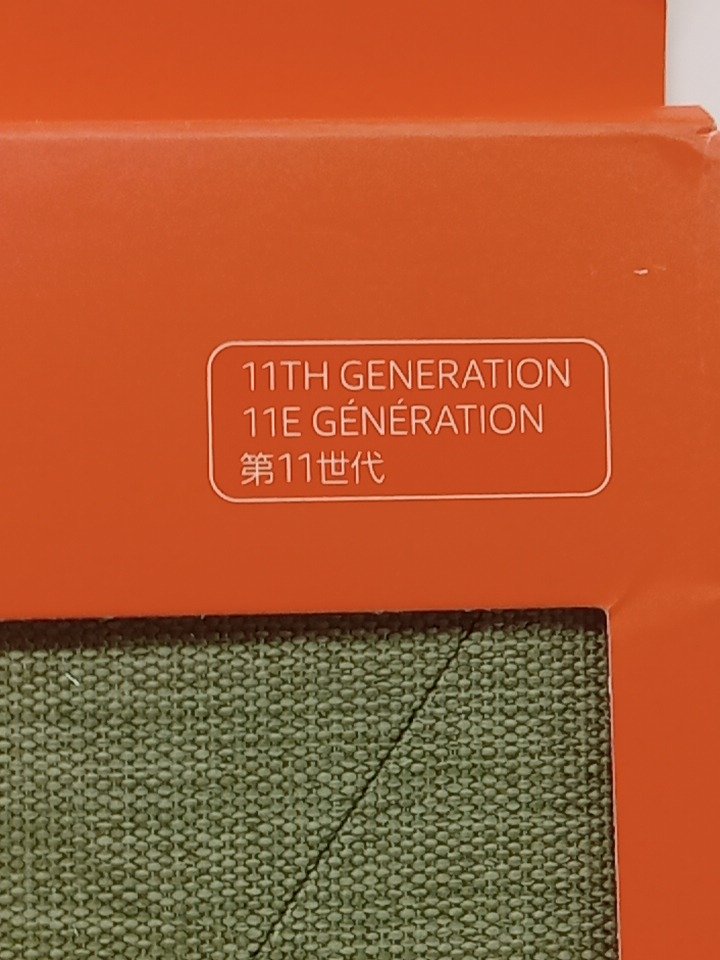 11TH GENERATION
11E GÉNÉRATION
第11世代